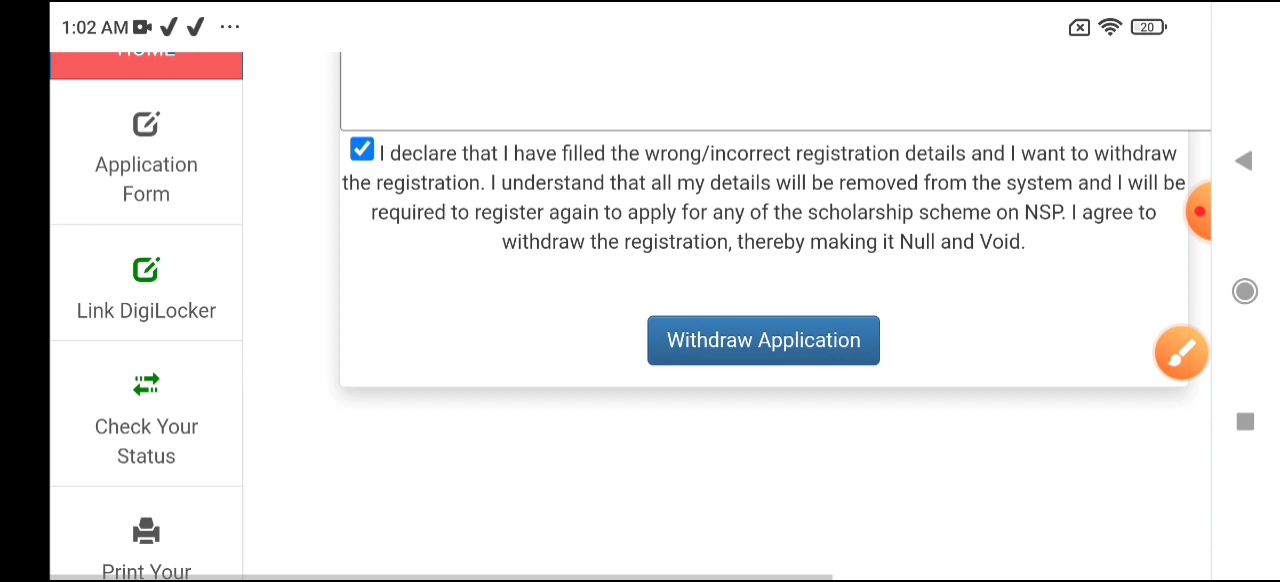 1:02 AM
20
HOME
Application
Form
Link DigiLocker
Check Your
Status
Print Your
I declare that I have filled the wrong/incorrect registration details and I want to withdraw
the registration. I understand that all my details will be removed from the system and I will be
required to register again to apply for any of the scholarship scheme on NSP. I agree to
withdraw the registration, thereby making it Null and Void.
Withdraw Application